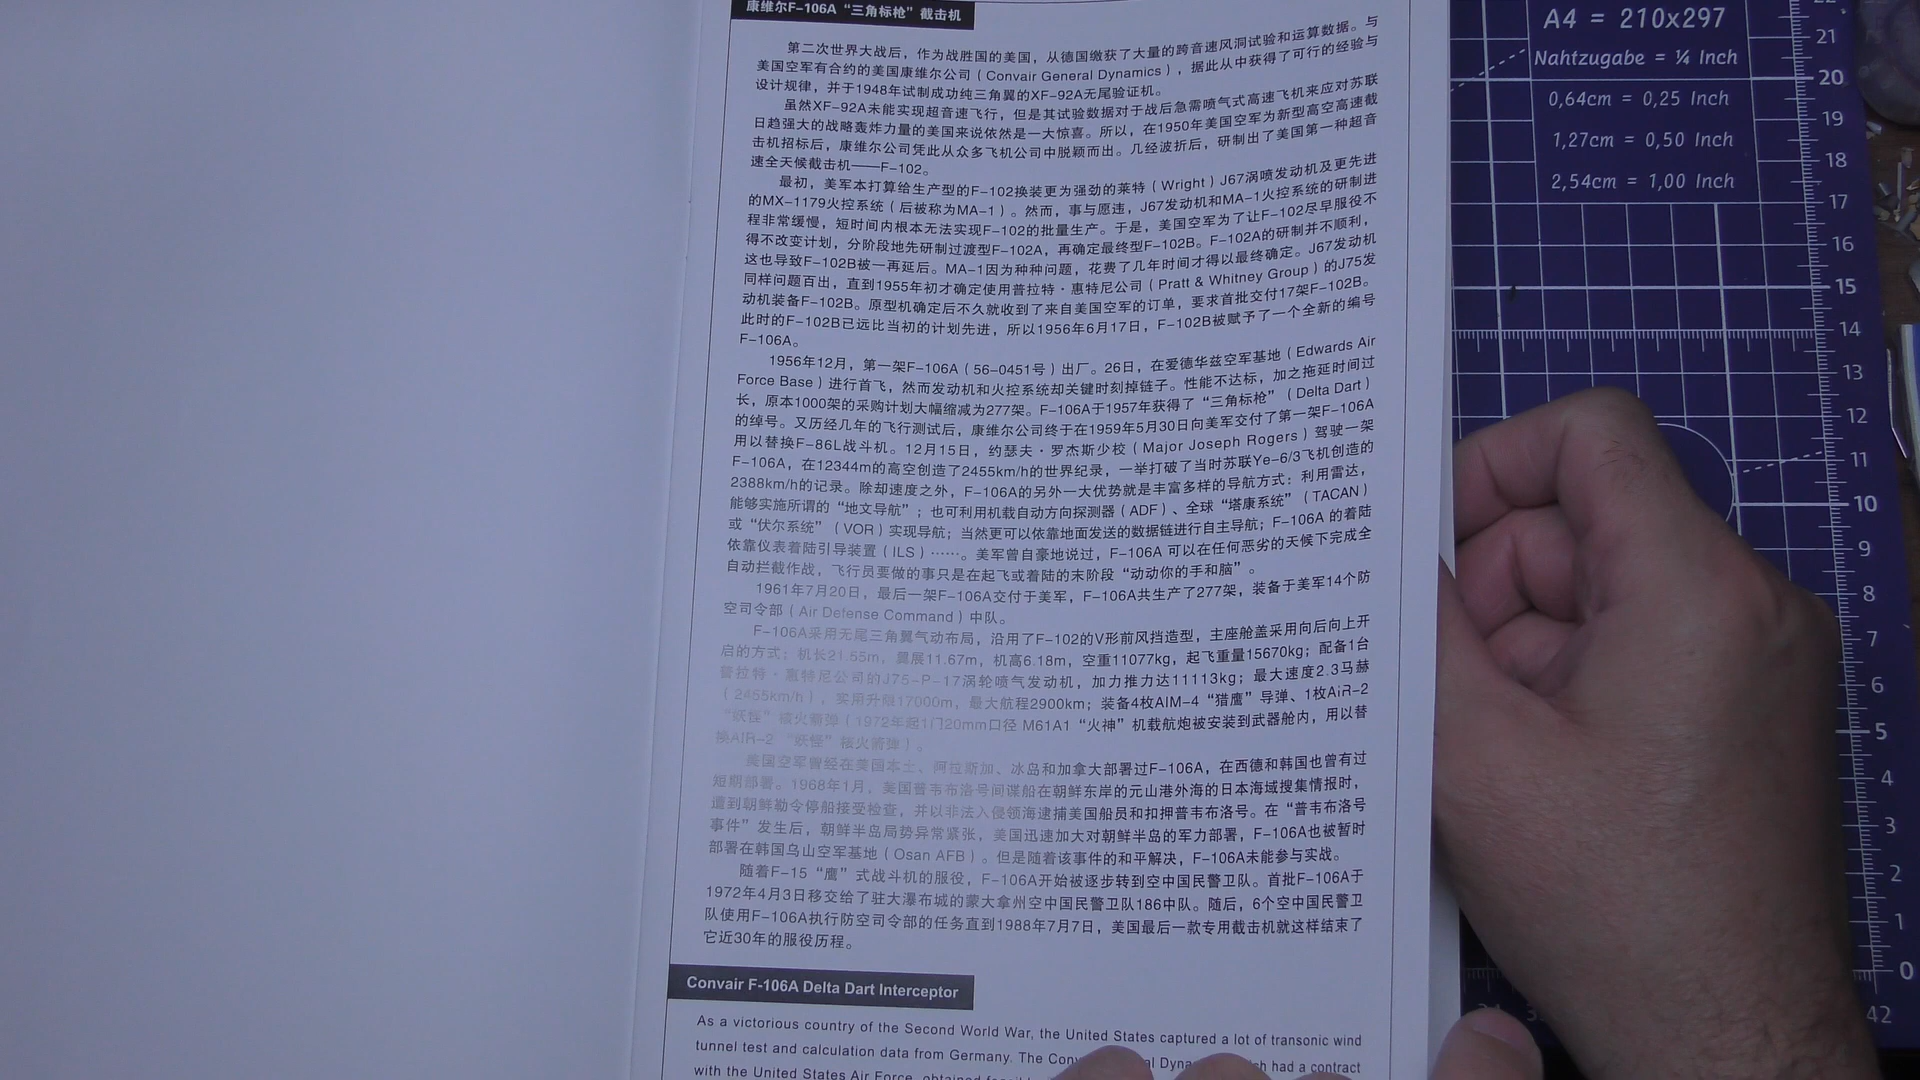 康维尔F-106A“三角标枪”截击机
第二次世界大战后，作为战胜国的美国，从德国缴获了大量的跨音速风洞试验和运算数据。与
美国空军有合约的美国康维尔公司（Convair General Dynamics），据此从中获得了可行的经验与
设计规律，并于1948年试制成功纯三角翼的XF-92A无尾验证机。
虽然XF-92A未能实现超音速飞行，但是其试验数据对于战后急需喷气式高速飞机来应对苏联
日趋强大的战略轰炸力量的美国来说依然是一大惊喜。所以，在1950年美国空军为新型高空高速截
击机招标后，康维尔公司凭此从众多飞机公司中脱颖而出。几经波折后，研制出了美国第一种超音
速全天候截击机——F-102。
最初，美军本打算给生产型的F-102换装更为强劲的莱特（Wright）J67涡喷发动机及更先进
的MX-1179火控系统（后被称为MA-1）。然而，事与愿违，J67发动机和MA-1火控系统的研制进
程非常缓慢，短时间内根本无法实现F-102的批量生产。于是，美国空军为了让F-102尽早服役不
得不改变计划，分阶段地先研制过渡型F-102A，再确定最终型F-102B。F-102A的研制并不顺利，
这也导致F-102B被一再延后。MA-1因为种种问题，花费了几年时间才得以最终确定。J67发动机
同样问题百出，直到1955年初才确定使用普拉特·惠特尼公司（Pratt & Whitney Group）的J75发
动机装备F-102B。原型机确定后不久就收到了来自美国空军的订单，要求首批交付17架F-102B。
此时的F-102B已远比当初的计划先进，所以1956年6月17日，F-102B被赋予了一个全新的编号
F-106A。
1956年12月，第一架F-106A（56-0451号）出厂。26日，在爱德华兹空军基地（Edwards Air
Force Base）进行首飞，然而发动机和火控系统却关键时刻掉链子。性能不达标，加之拖延时间过
长，原本1000架的采购计划大幅缩减为277架。F-106A于1957年获得了“三角标枪”（Delta Dart）
的绰号。又历经几年的飞行测试后，康维尔公司终于在1959年5月30日向美军交付了第一架F-106A
用以替换F-86L战斗机。12月15日，约瑟夫·罗杰斯少校（Major Joseph Rogers）驾驶一架
F-106A，在12344m的高空创造了2455km/h的世界纪录，一举打破了当时苏联Ye-6/3飞机创造的
2388km/h的记录。除却速度之外，F-106A的另外一大优势就是丰富多样的导航方式：利用雷达，
能够实施所谓的“地文导航”；也可利用机载自动方向探测器（ADF）、全球“塔康系统”（TACAN）
或“伏尔系统”（VOR）实现导航；当然更可以依靠地面发送的数据链进行自主导航；F-106A 的着陆
依靠仪表着陆引导装置（ILS）……。美军曾自豪地说过，F-106A 可以在任何恶劣的天候下完成全
自动拦截作战，飞行员要做的事只是在起飞或着陆的末阶段“动动你的手和脑”。
1961年7月20日，最后一架F-106A交付于美军，F-106A共生产了277架，装备于美军14个防
空司令部（Air Defense Command）中队。
F-106A采用无尾三角翼气动布局，沿用了F-102的V形前风挡造型，主座舱盖采用向后向上开
启的方式；机长21.55m，翼展11.67m，机高6.18m，空重11077kg，起飞重量15670kg；配备1台
普拉特·惠特尼公司的J75-P-17涡轮喷气发动机，加力推力达11113kg；最大速度2.3马赫
（2455km/h），实用升限17000m，最大航程2900km；装备4枚AIM-4“猎鹰”导弹、1枚AIR-2
“妖怪”核火箭弹（1972年起1门20mm口径 M61A1“火神”机载航炮被安装到武器舱内，用以替
换AIR-2 “妖怪”核火箭弹）。
美国空军曾经在美国本土、阿拉斯加、冰岛和加拿大部署过F-106A，在西德和韩国也曾有过
短期部署。1968年1月，美国普韦布洛号间谍船在朝鲜东岸的元山港外海的日本海域搜集情报时，
遭到朝鲜勒令停船接受检查，并以非法入侵领海逮捕美国船员和扣押普韦布洛号。在“普韦布洛号
事件”发生后，朝鲜半岛局势异常紧张，美国迅速加大对朝鲜半岛的军力部署，F-106A也被暂时
部署在韩国乌山空军基地（Osan AFB）。但是随着该事件的和平解决，F-106A未能参与实战。
随着F-15“鹰”式战斗机的服役，F-106A开始被逐步转到空中国民警卫队。首批F-106A于
1972年4月3日移交给了驻大瀑布城的蒙大拿州空中国民警卫队186中队。随后，6个空中国民警卫
队使用F-106A执行防空司令部的任务直到1988年7月7日，美国最后一款专用截击机就这样结束了
它近30年的服役历程。
Convair F-106A Delta Dart Interceptor
As a victorious country of the Second World War, the United States captured a lot of transonic wind
tunnel test and calculation data from Germany. The had a contract
with the United States Air Force, obtained
A4 = 210x297
Nahtzugabe = ¼ Inch
0,64cm = 0,25 Inch
1,27cm = 0,50 Inch
2,54cm = 1,00 Inch
21
20
19
18
17
16
15
14
13
12
11
10
9
8
7
6
5
4
3
2
1
0
42